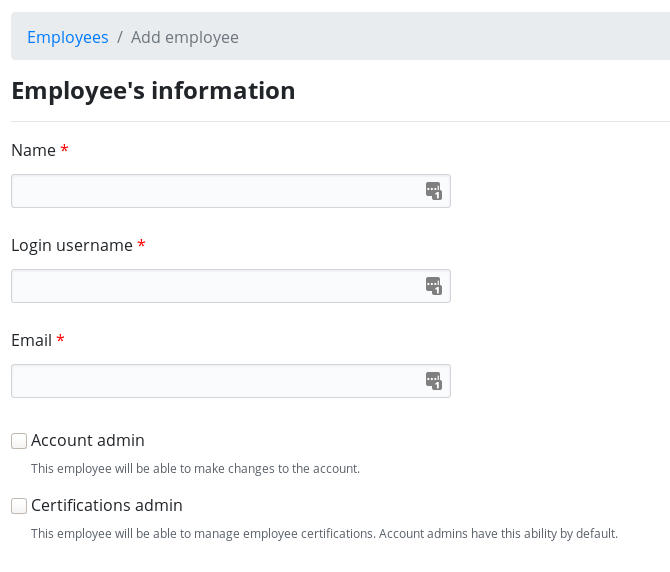 Employees / Add employee
Employee's information
Name *
Login username *
Email *
Account admin
This employee will be able to make changes to the account.
Certifications admin
This employee will be able to manage employee certifications. Account admins have this ability by default.